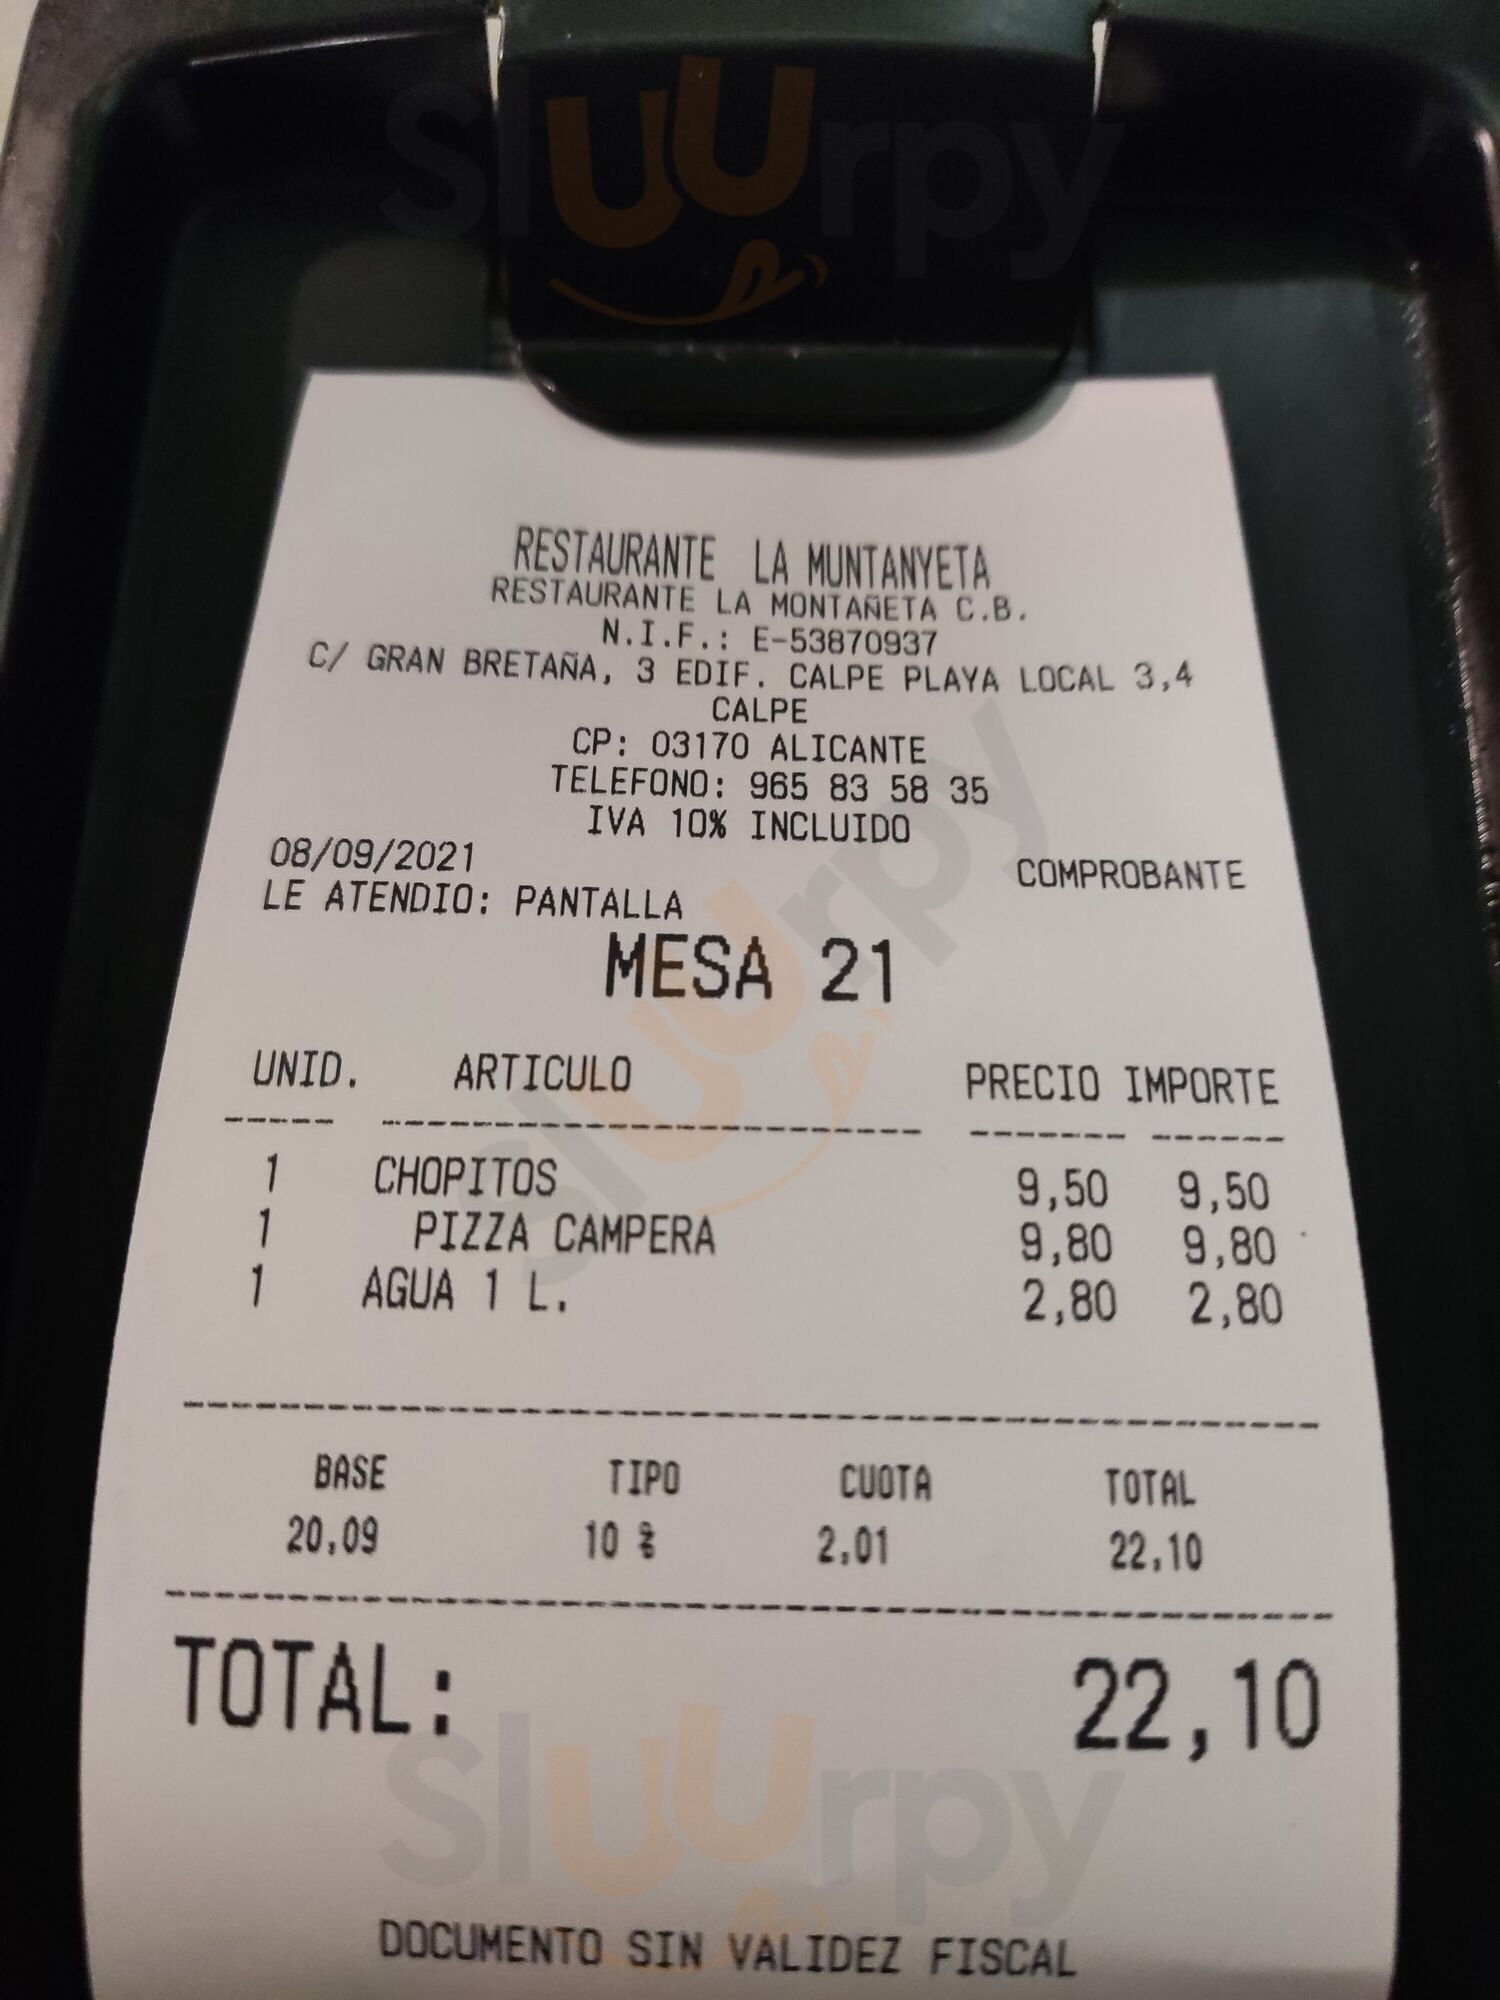 Sluurpy
RESTAURANTE LA MUNTANYETA
RESTAURANTE LA MONTAÑETA C.B.
N.I.F.: E-53870937
C/ GRAN BRETAÑA, 3 EDIF. CALPE PLAYA LOCAL 3,4
CALPE
CP: 03170 ALICANTE
TELEFONO: 965 83 58 35
IVA 10% INCLUIDO
08/09/2021 COMPROBANTE
LE ATENDIO: PANTALLA
MESA 21
Sluurpy
UNID. ARTICULO PRECIO IMPORTE
1 CHOPITOS 9,50 9,50
1 PIZZA CAMPERA 9,80 9,80
1 AGUA 1 L. 2,80 2,80
BASE TIPO CUOTA TOTAL
20,09 10 % 2,01 22,10
TOTAL: 22,10
Sluurpy
DOCUMENTO SIN VALIDEZ FISCAL